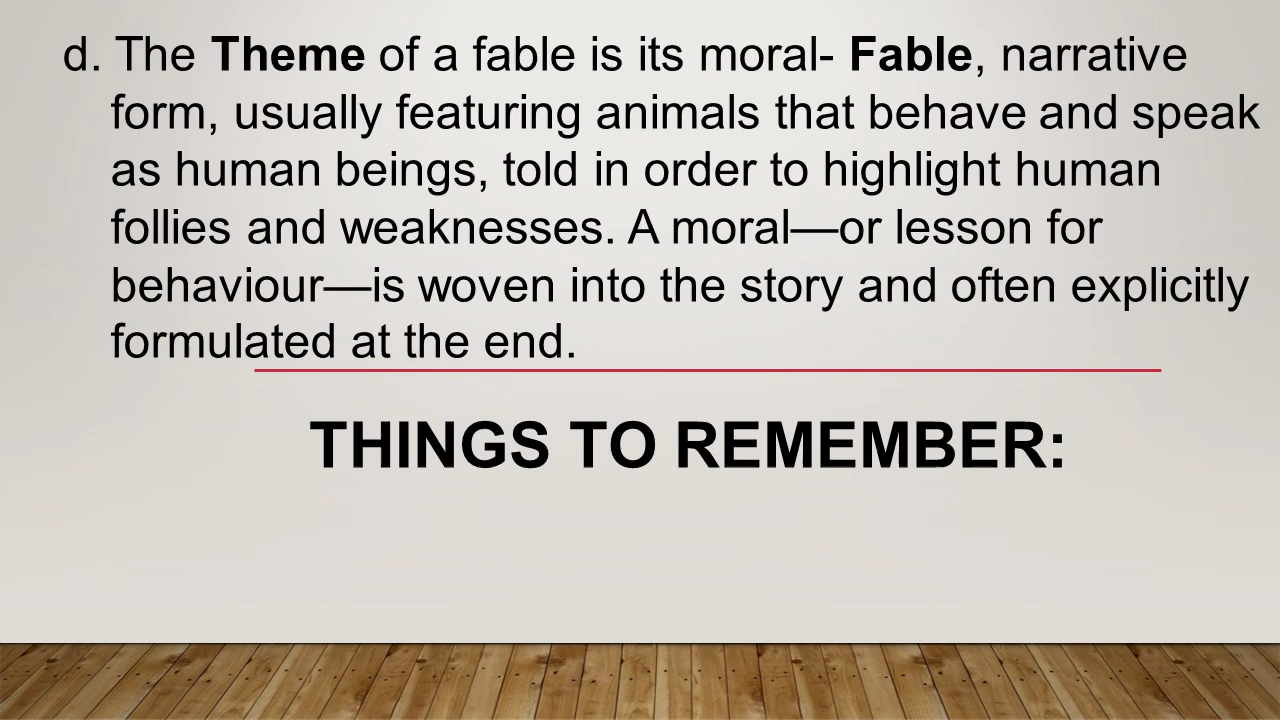 d. The Theme of a fable is its moral- Fable, narrative
form, usually featuring animals that behave and speak
as human beings, told in order to highlight human
follies and weaknesses. A moral—or lesson for
behaviour—is woven into the story and often explicitly
formulated at the end.
THINGS TO REMEMBER: